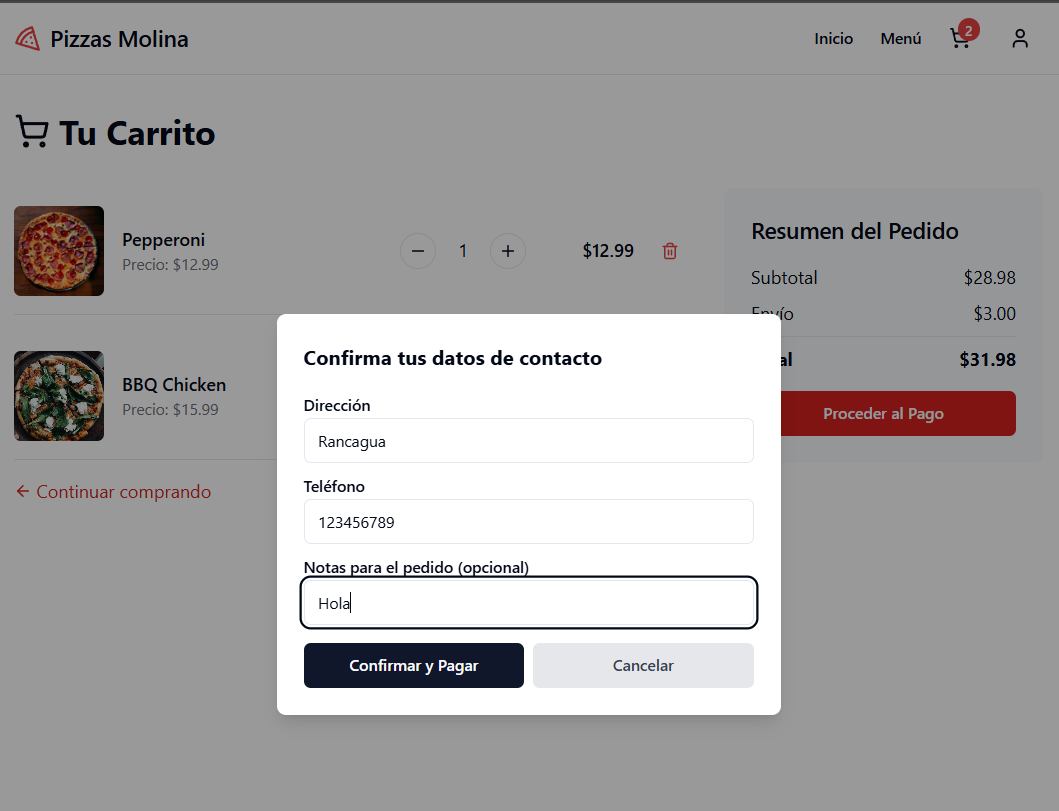 Pizzas Molina
Inicio
Menú
2
Tu Carrito
Pepperoni
Precio: $12.99
1
$12.99
BBQ Chicken
Precio: $15.99
Continuar comprando
Resumen del Pedido
Subtotal $28.98
Envío $3.00
$31.98
Proceder al Pago
Confirma tus datos de contacto
Dirección
Rancagua
Teléfono
123456789
Notas para el pedido (opcional)
Hola
Confirmar y Pagar
Cancelar